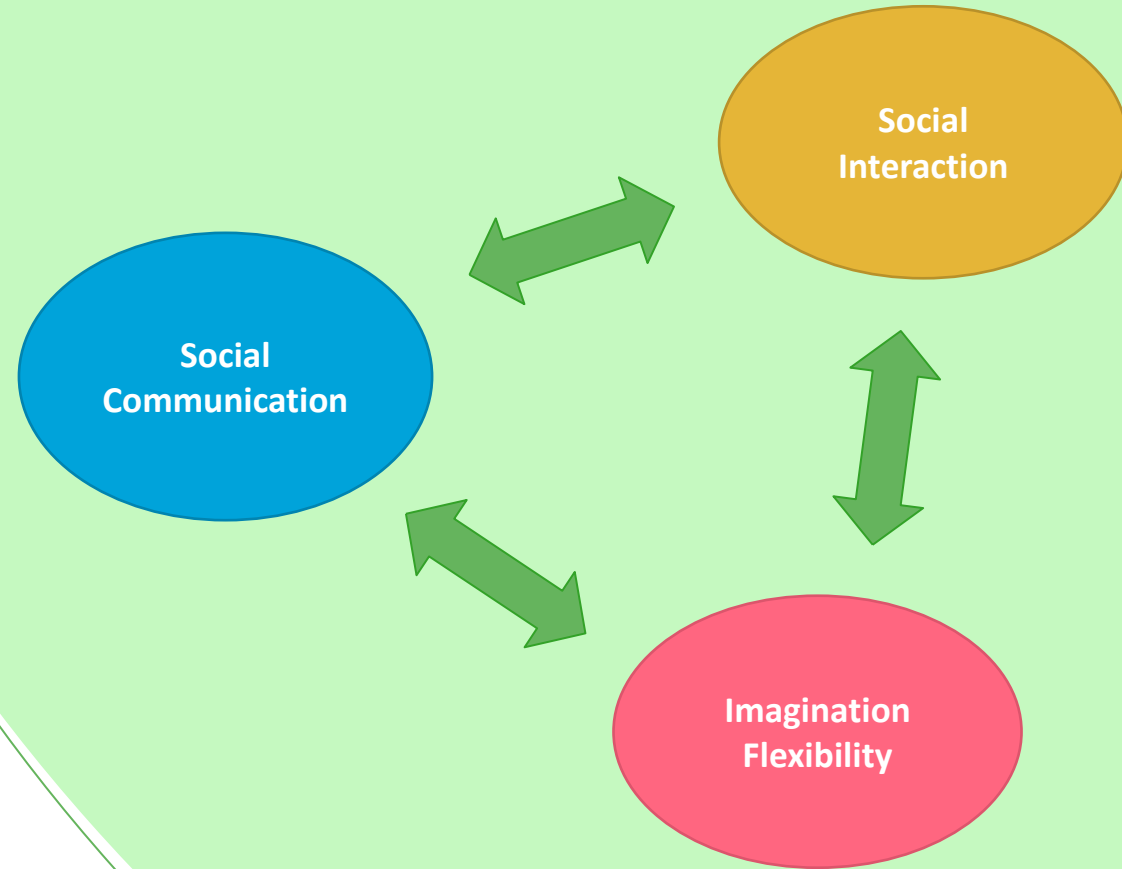 Social
Interaction
Social
Communication
Imagination
Flexibility